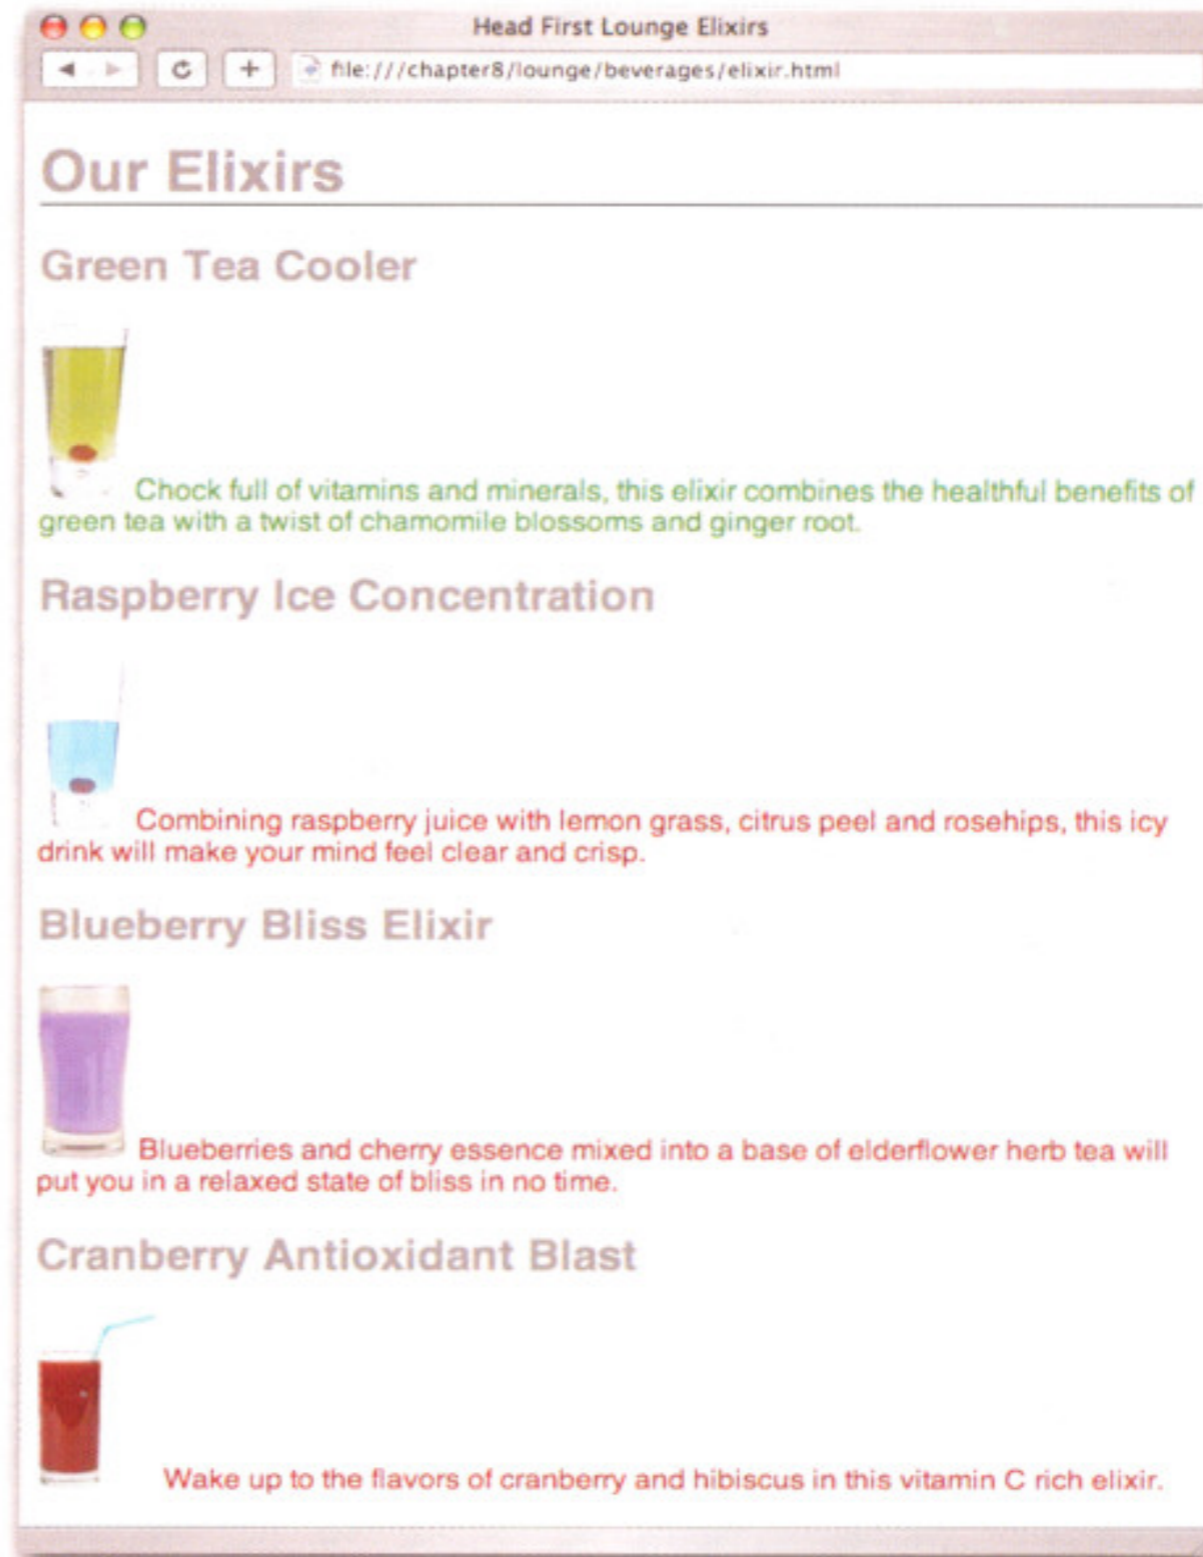 Head First Lounge Elixirs
file:///chapter8/lounge/beverages/elixir.html
Our Elixirs
Green Tea Cooler
Chock full of vitamins and minerals, this elixir combines the healthful benefits of
green tea with a twist of chamomile blossoms and ginger root.
Raspberry Ice Concentration
Combining raspberry juice with lemon grass, citrus peel and rosehips, this icy
drink will make your mind feel clear and crisp.
Blueberry Bliss Elixir
Blueberries and cherry essence mixed into a base of elderflower herb tea will
put you in a relaxed state of bliss in no time.
Cranberry Antioxidant Blast
Wake up to the flavors of cranberry and hibiscus in this vitamin C rich elixir.